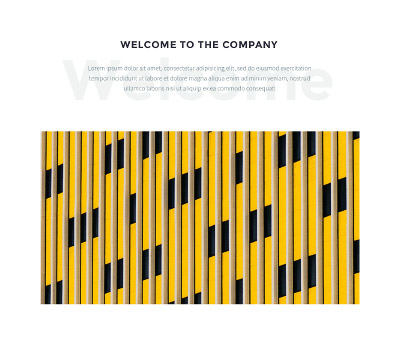 WELCOME TO THE COMPANY
Welcome
Lorem ipsum dolor sit amet, consectetur adipisicing elit, sed do eiusmod exercitation
tempor incididunt ut labore et dolore magna aliqua enim ad minim veniam, nostrud
ullamco laboris nisi ut aliquip ex ea commodo consequat